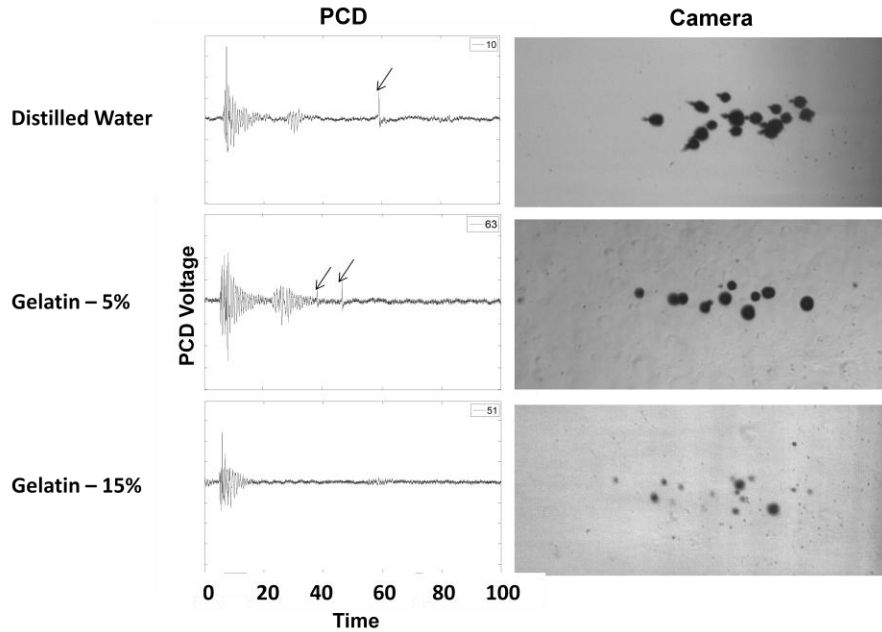 PCD
Camera
Distilled Water
10
Gelatin – 5%
63
PCD Voltage
Gelatin – 15%
51
0 20 40 60 80 100
Time